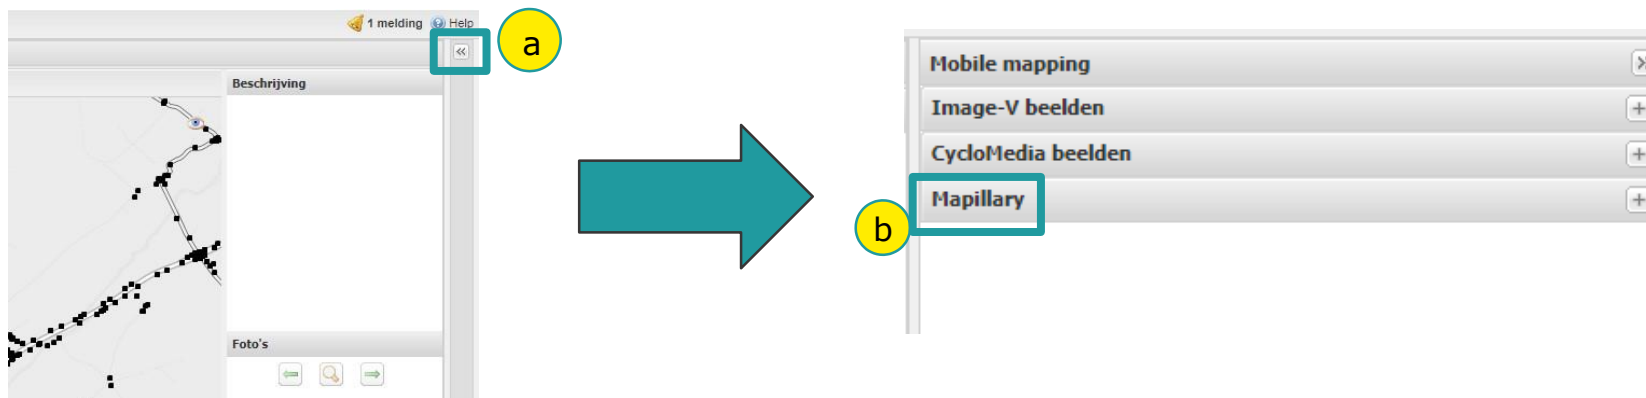 1 melding Help
«
a
Beschrijving
Foto's
Mobile mapping
Image-V beelden
CycloMedia beelden
Mapillary
b